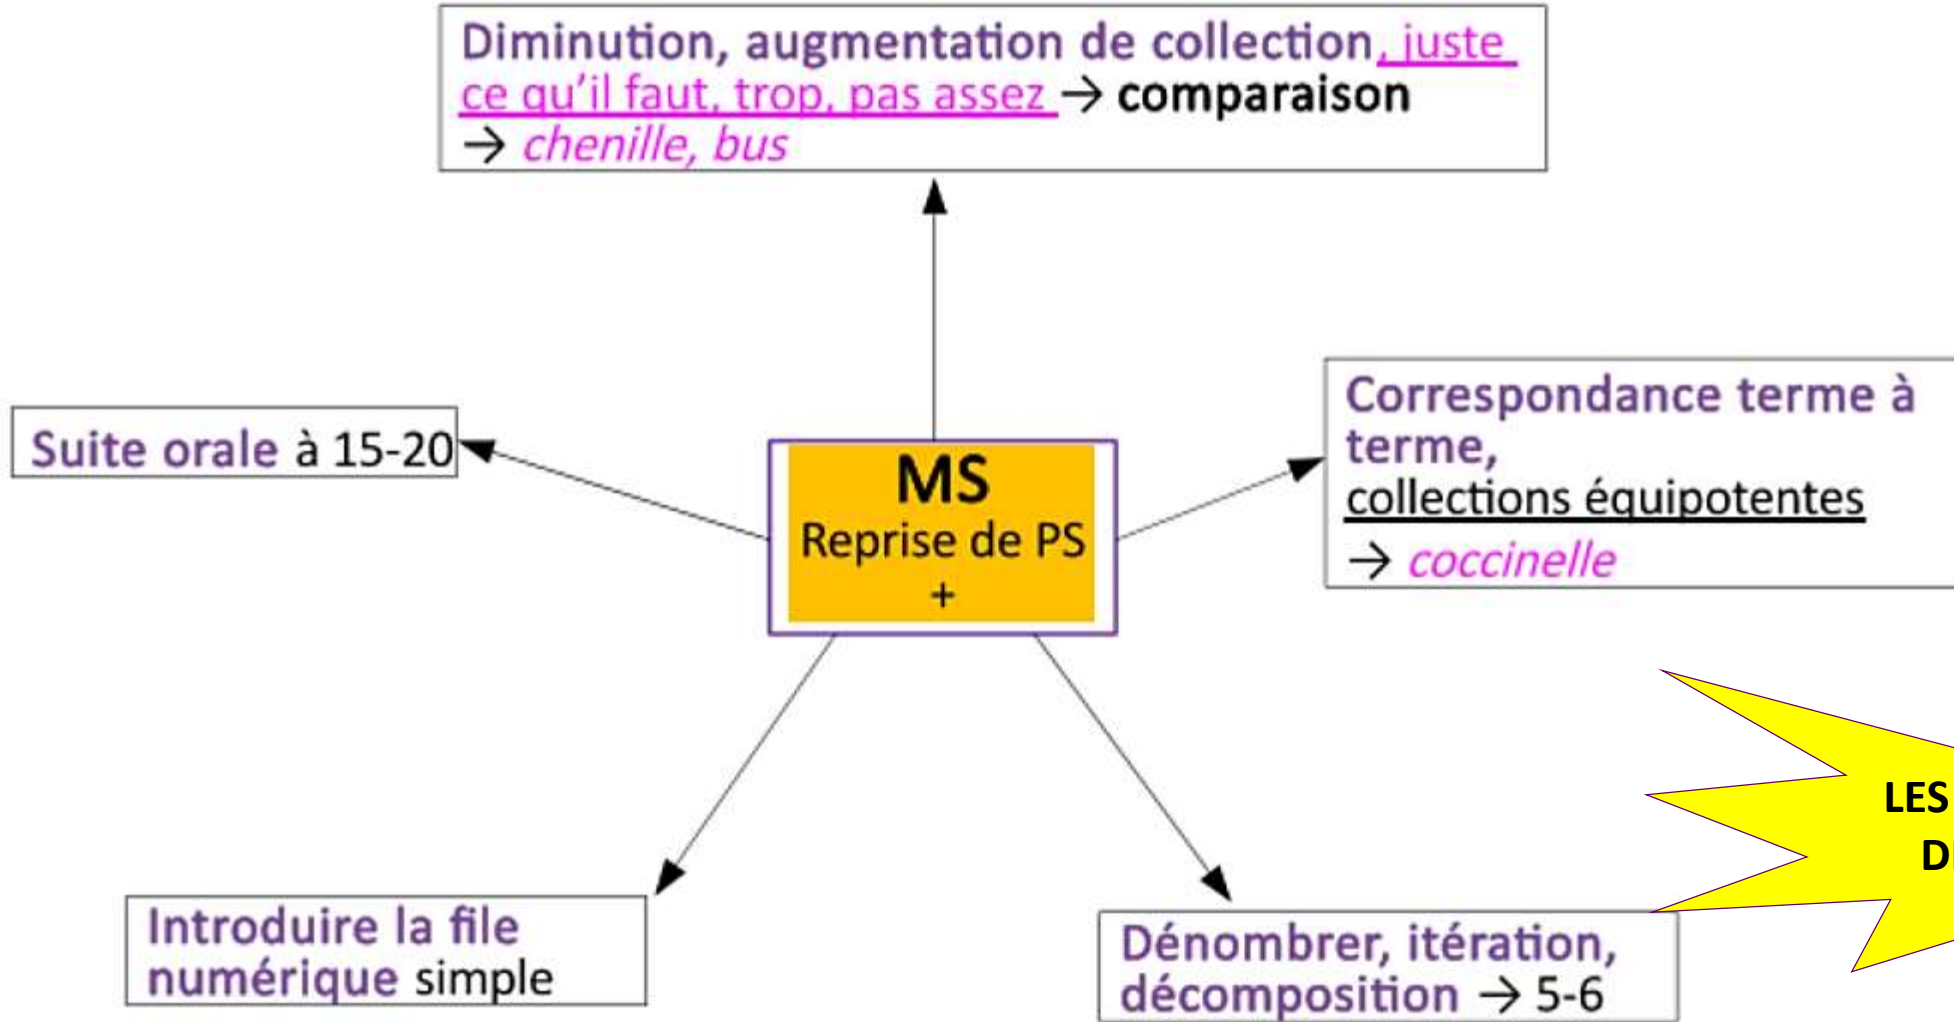 Diminution, augmentation de collection, juste
ce qu'il faut, trop, pas assez → comparaison
→ chenille, bus
Suite orale à 15-20
MS
Reprise de PS
+
Correspondance terme à
terme,
collections équipotentes
→ coccinelle
LES
Introduire la file
numérique simple
Dénombrer, itération,
décomposition → 5-6